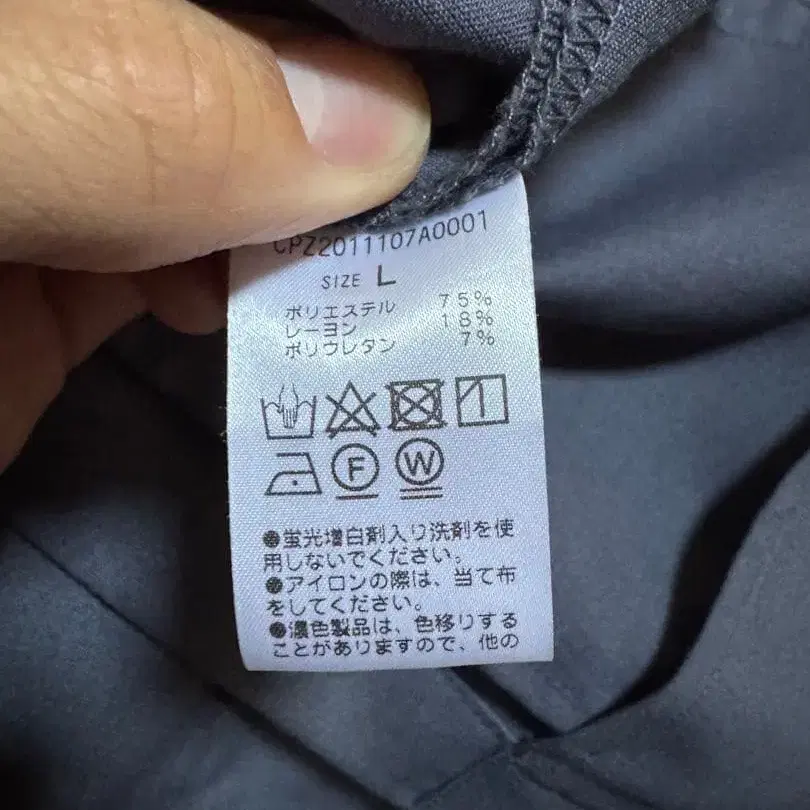 CPZ2011107A0001
SIZE L
ポリエステル 75%
レーヨン 18%
ポリウレタン 7%
F W
●蛍光増白剤入り洗剤を使
用しないでください。
●アイロンの際は、当て布
をしてください。
●濃色製品は、色移りする
ことがありますので、他の